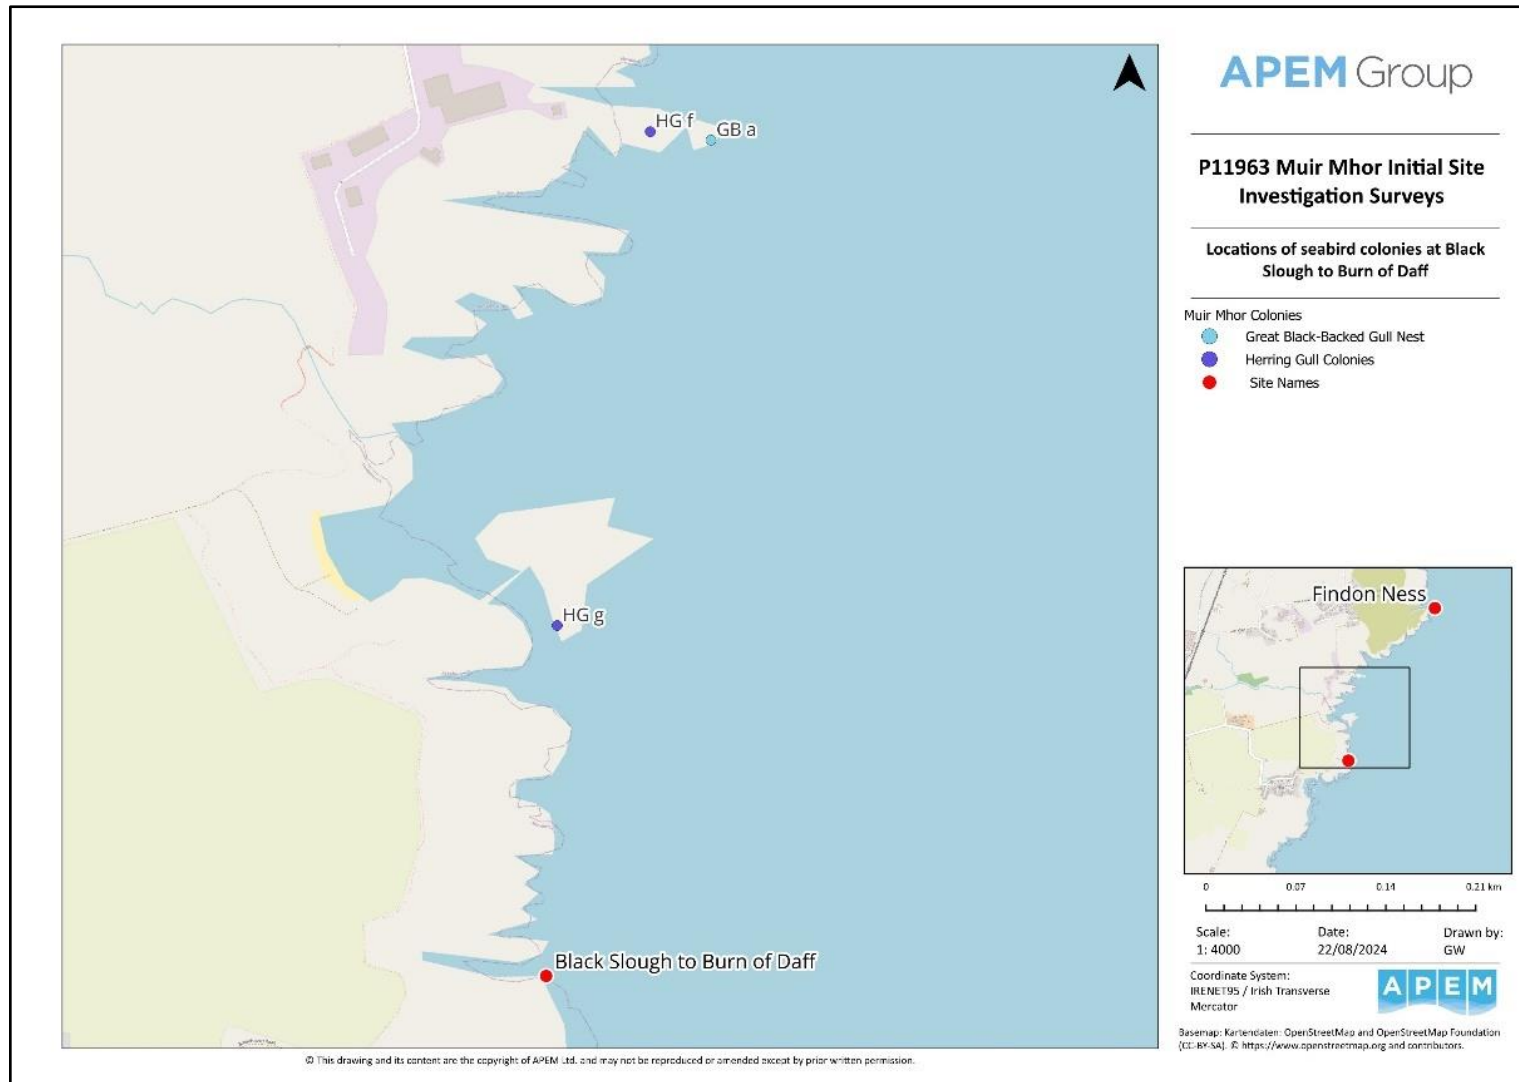 HG f
GB a
HG g
Black Slough to Burn of Daff
© This drawing and its content are the copyright of APEM Ltd. and may not be reproduced or amended except by prior written permission.
APEM Group
P11963 Muir Mhor Initial Site
Investigation Surveys
Locations of seabird colonies at Black
Slough to Burn of Daff
Muir Mhor Colonies
Great Black-Backed Gull Nest
Herring Gull Colonies
Site Names
Findon Ness
0 0.07 0.14 0.21 km
Scale: Date: Drawn by:
1: 4000 22/08/2024 GW
Coordinate System:
IRENET95 / Irish Transverse
Mercator
APEM
Basemap: Kartendaten: OpenStreetMap and OpenStreetMap Foundation
(CC-BY-SA). © https://www.openstreetmap.org and contributors.